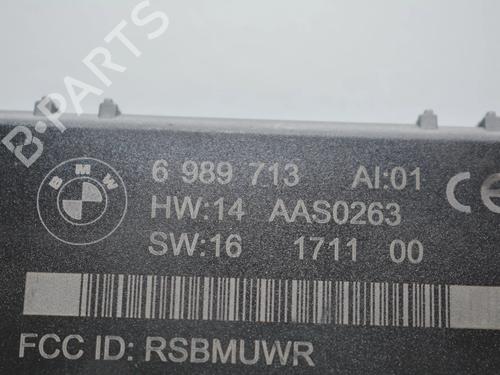 B-PARTS
BMW
6 989 713 AI:01
HW:14 AAS0263
SW:16 1711 00
CE
FCC ID: RSBMUWR